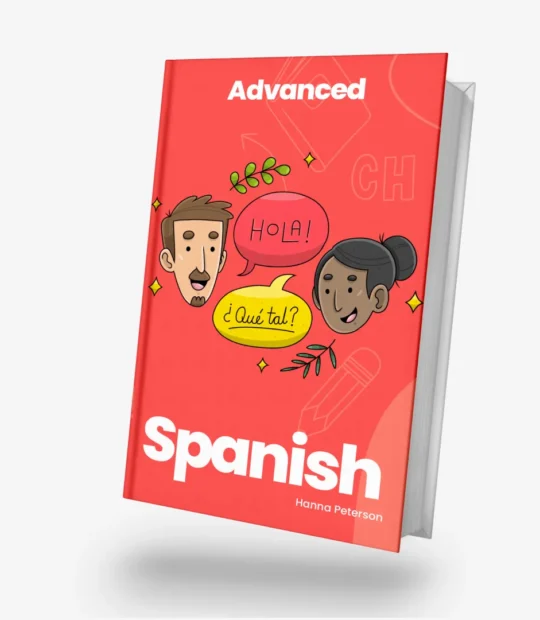 Advanced
CH
HOLA!
¿Qué tal?
Spanish
Hanna Peterson